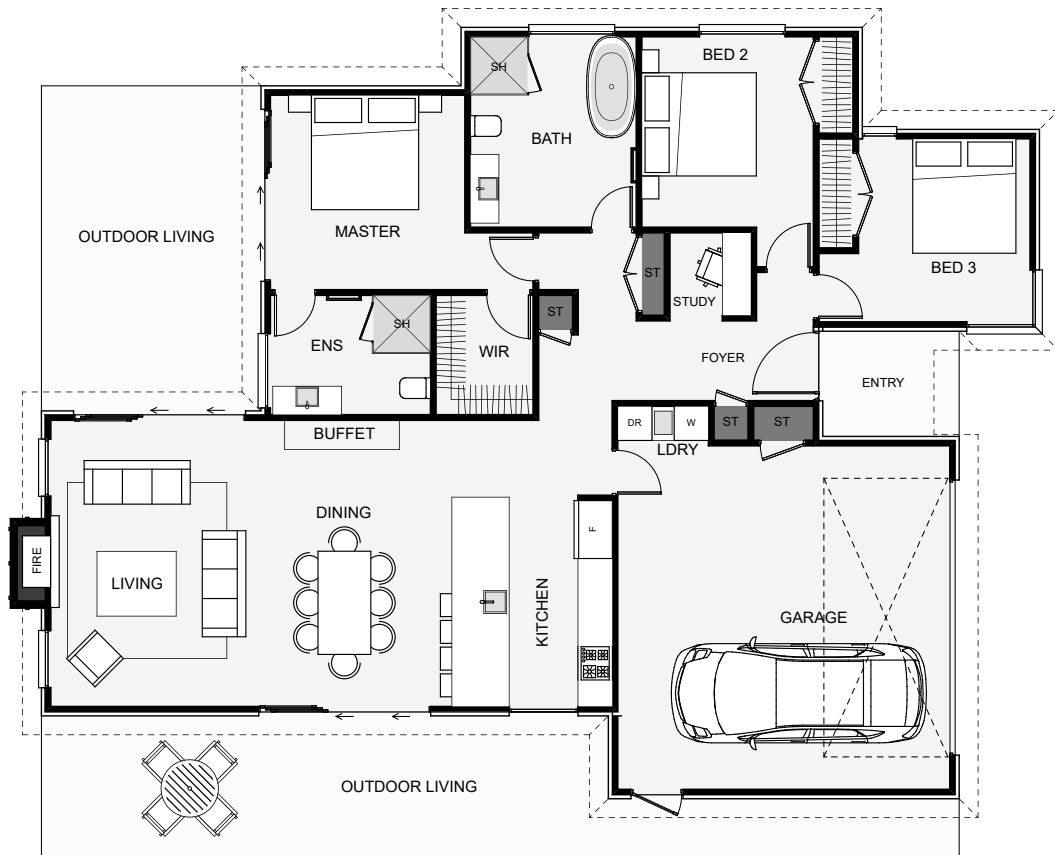 BED 2
SH
BATH
OUTDOOR LIVING
MASTER
BED 3
ST
STUDY
ST
SH
ENS
WIR
FOYER
ENTRY
DR
W
ST
ST
BUFFET
LDRY
DINING
F
FIRE
LIVING
KITCHEN
GARAGE
OUTDOOR LIVING